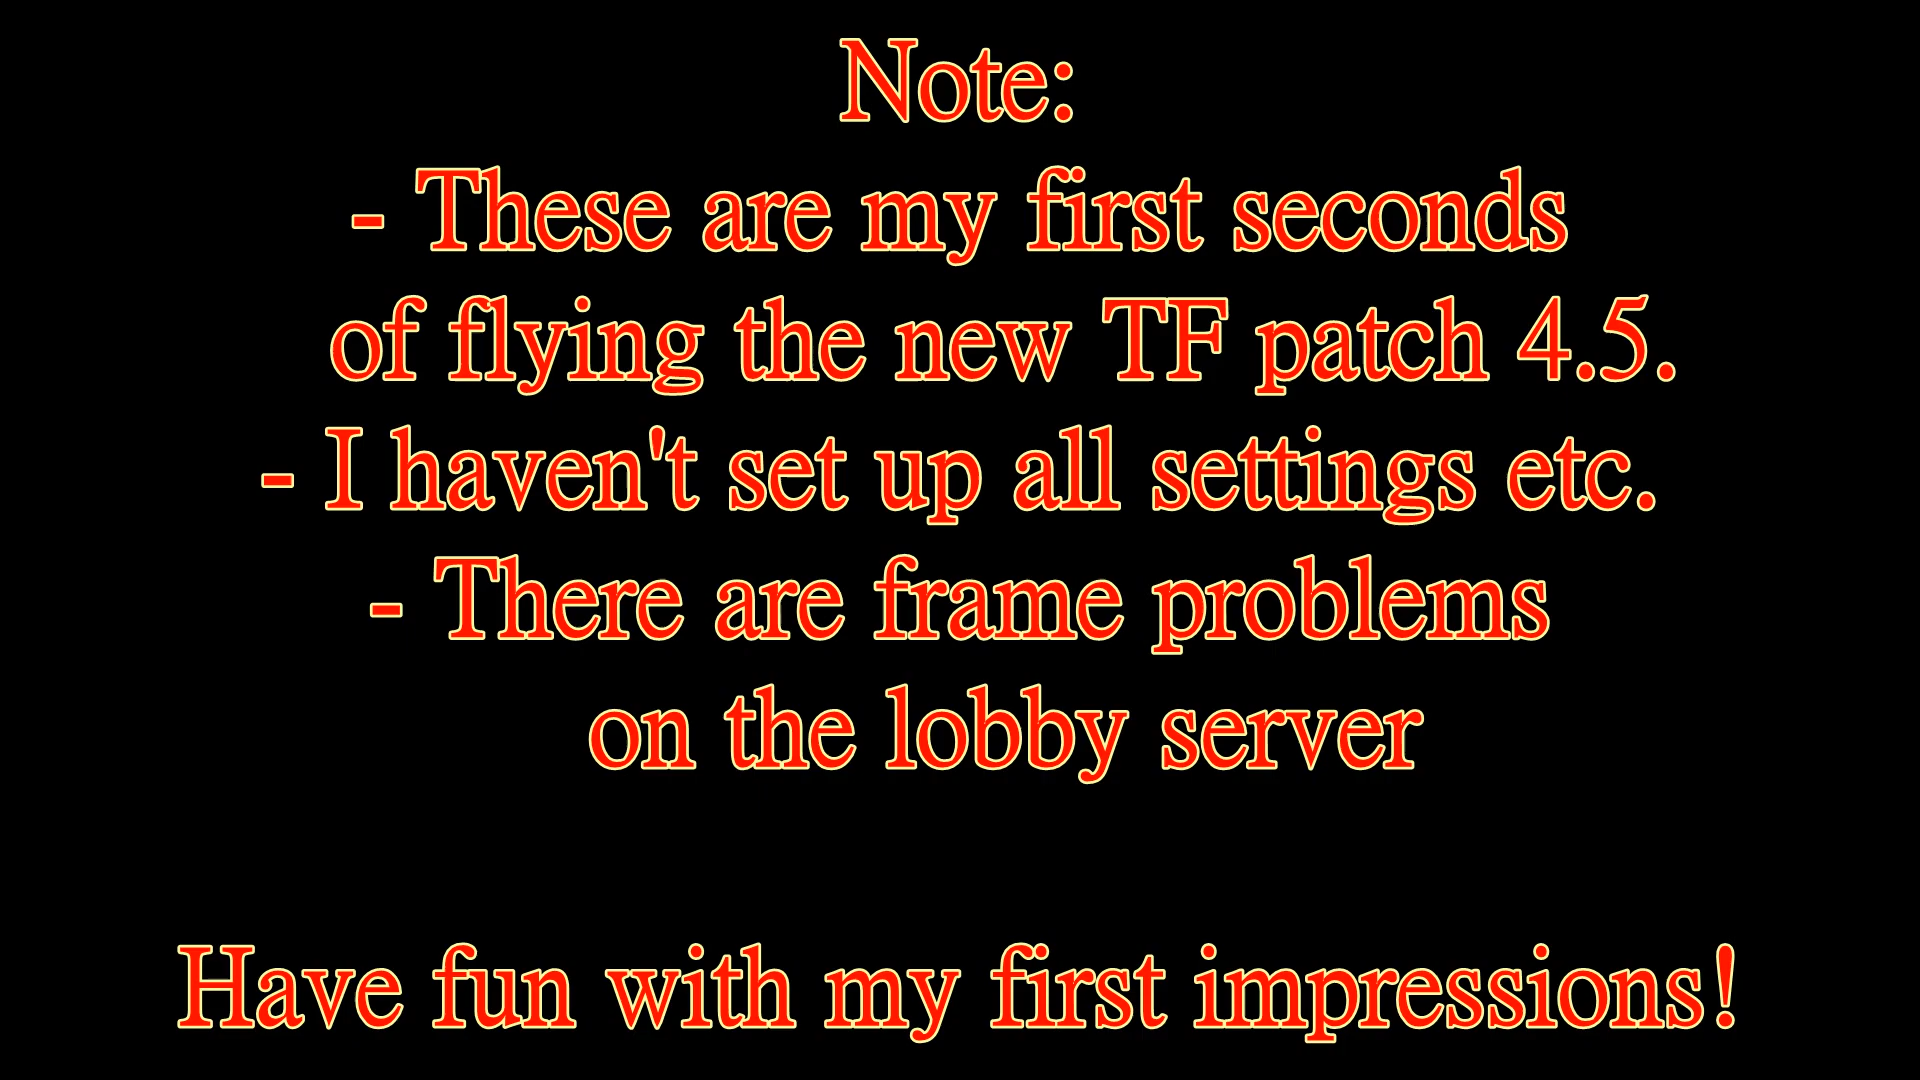 Note:
- These are my first seconds
of flying the new TF patch 4.5.
- I haven't set up all settings etc.
- There are frame problems
on the lobby server
Have fun with my first impressions!